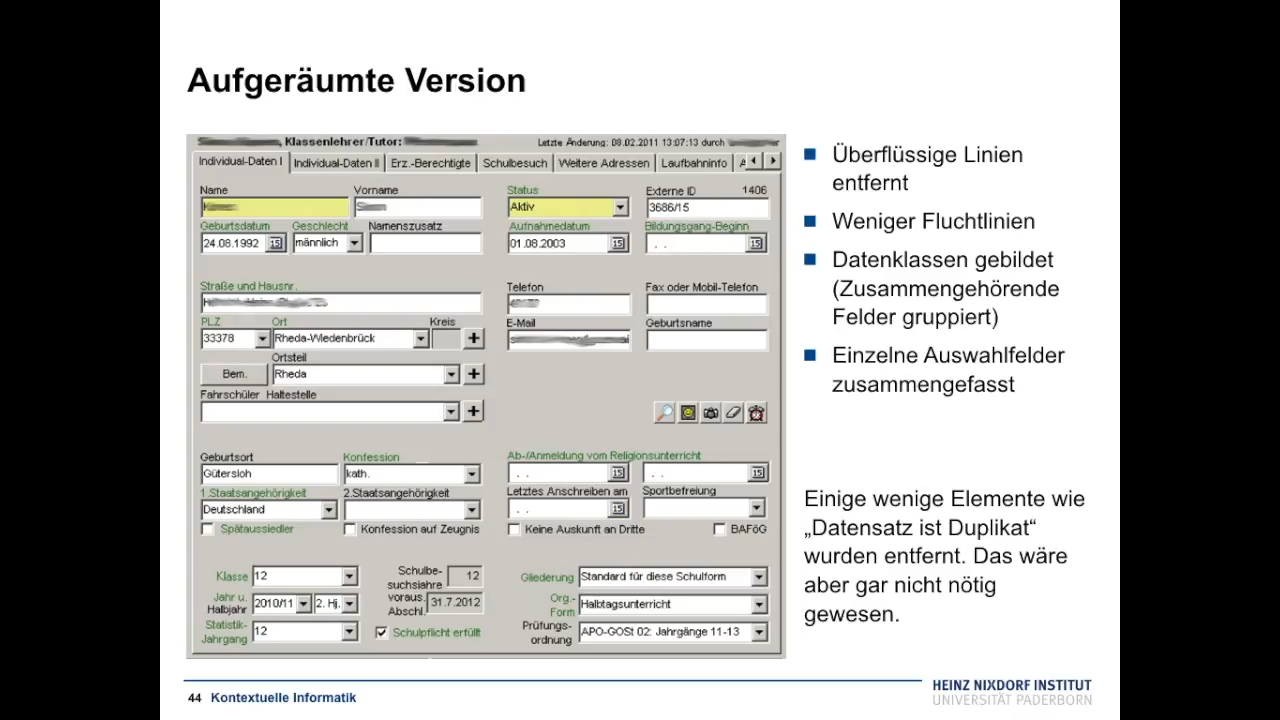 Aufgeräumte Version
, Klassenlehrer/Tutor:
Letzte Änderung: 08.02.2011 13:07:13 durch
Individual-Daten I Individual-Daten II Erz.-Berechtigte Schulbesuch Weitere Adressen Laufbahninfo
Name Vorname Status Externe ID 1406
Aktiv 3686/15
Geburtsdatum Geschlecht Namenszusatz Aufnahmedatum Bildungsgang-Beginn
24.08.1992 15 männlich 01.08.2003 15 . . 15
Straße und Hausnr. Telefon Fax oder Mobil-Telefon
PLZ Ort Kreis E-Mail Geburtsname
33378 Rheda-Wiedenbrück +
Ortsteil
Bem. Rheda +
Fahrschüler Haltestelle
+
Geburtsort Konfession Ab-/Anmeldung vom Religionsunterricht
Gütersloh kath. . . 15 . . 15
1.Staatsangehörigkeit 2.Staatsangehörigkeit Letztes Anschreiben am Sportbefreiung
Deutschland . . 15
Spätaussiedler Konfession auf Zeugnis Keine Auskunft an Dritte BAFöG
Klasse 12 Schulbe-
suchsjahre 12 Gliederung Standard für diese Schulform
Jahr u.
Halbjahr 2010/11 2. Hj. voraus.
Abschl. 31.7.2012 Org.-
Form Halbtagsunterricht
Statistik-
Jahrgang 12 Schulpflicht erfüllt Prüfungs-
ordnung APO-GOSt 02: Jahrgänge 11-13
Überflüssige Linien
entfernt
Weniger Fluchtlinien
Datenklassen gebildet
(Zusammengehörende
Felder gruppiert)
Einzelne Auswahlfelder
zusammengefasst
Einige wenige Elemente wie
„Datensatz ist Duplikat“
wurden entfernt. Das wäre
aber gar nicht nötig
gewesen.
44 Kontextuelle Informatik
HEINZ NIXDORF INSTITUT
UNIVERSITÄT PADERBORN